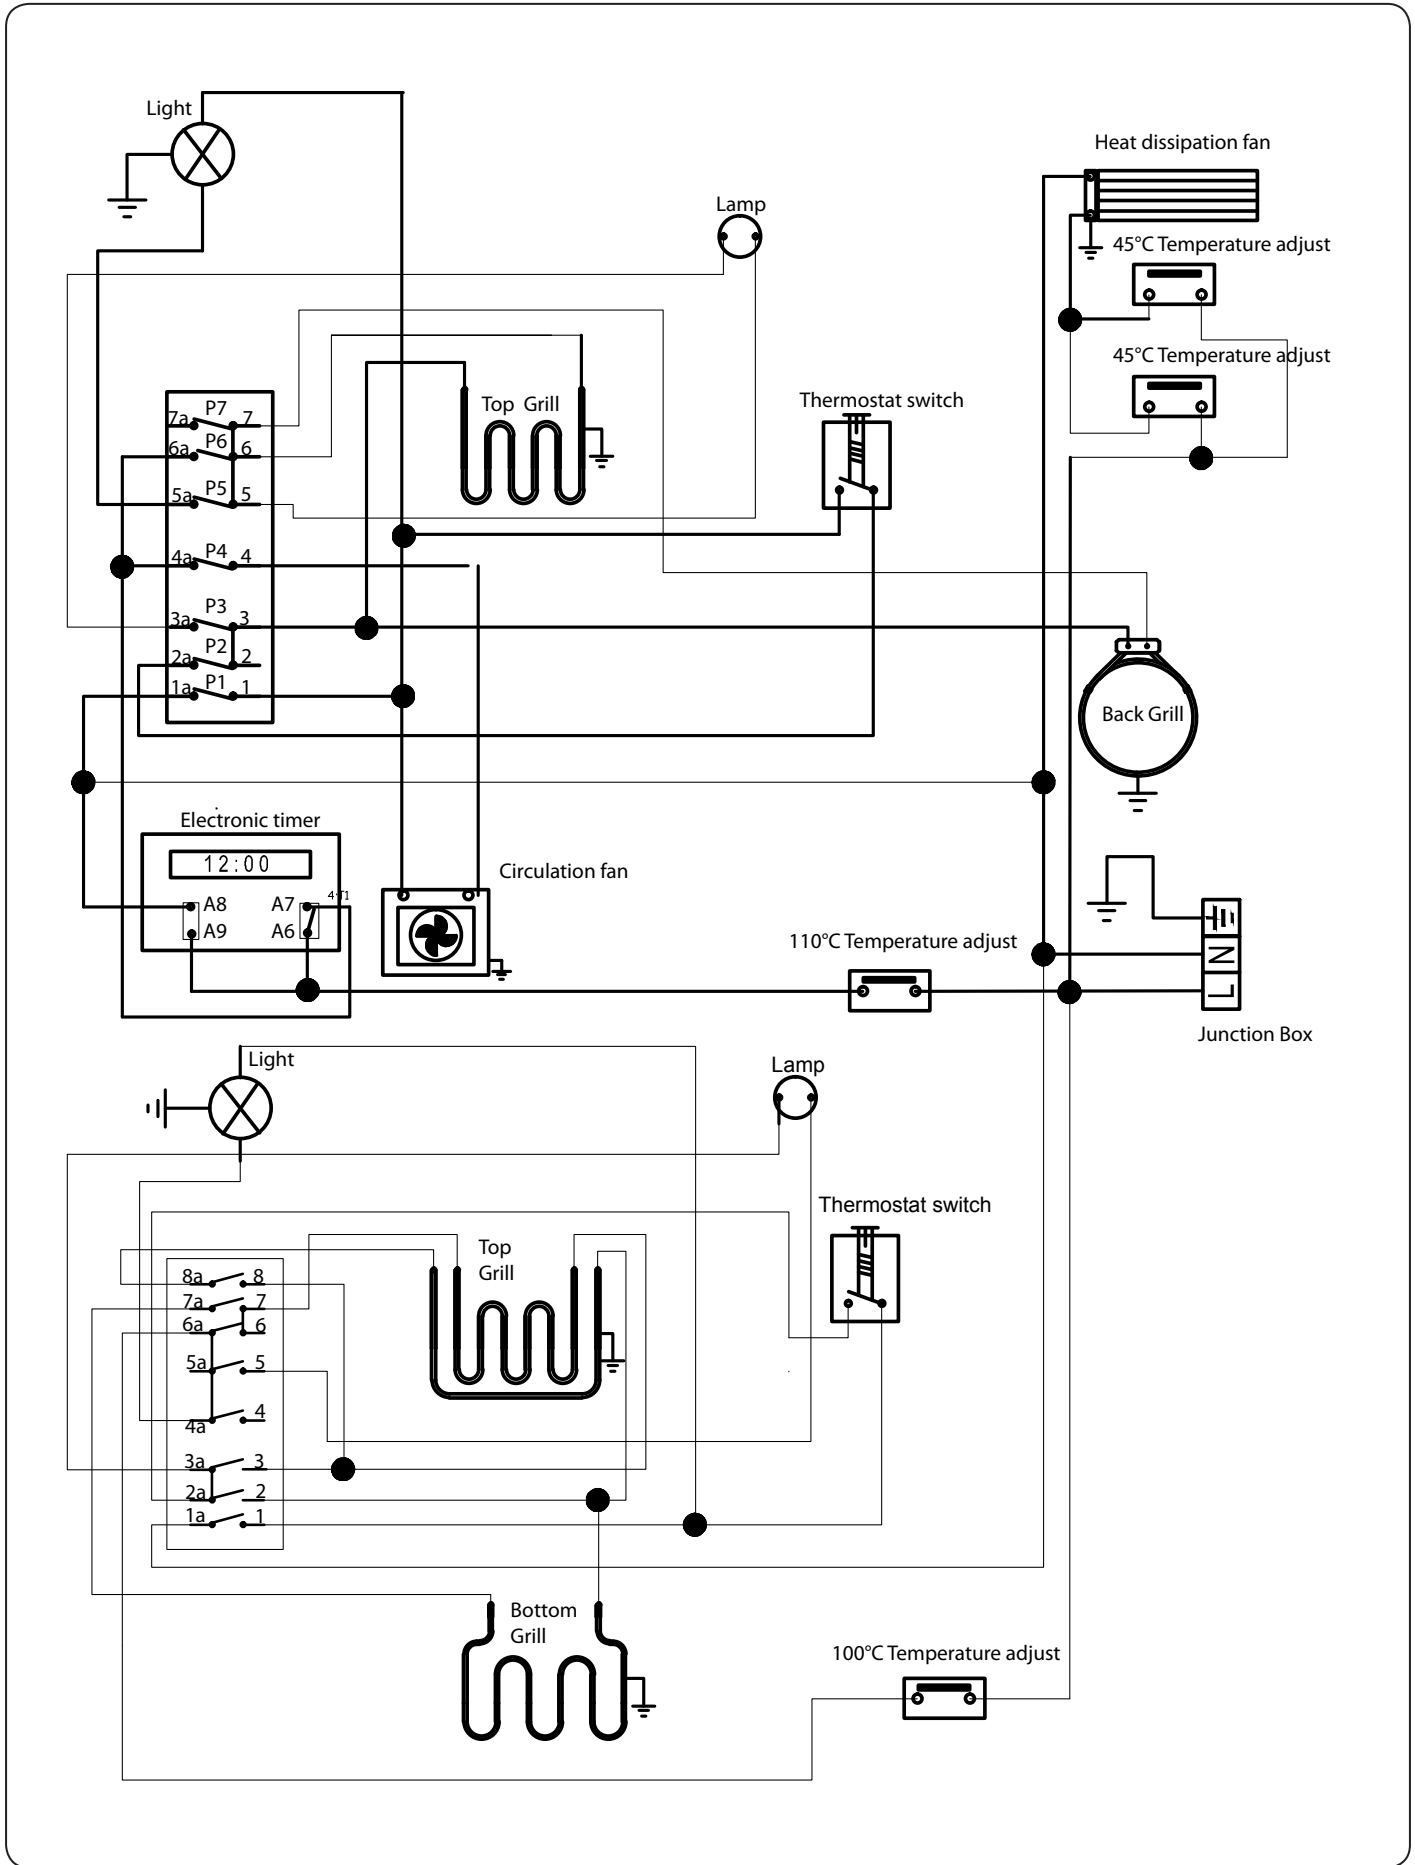 Light
Heat dissipation fan
Lamp
45°C Temperature adjust
45°C Temperature adjust
Top Grill
Thermostat switch
7a P7 7
6a P6 6
5a P5 5
4a P4 4
3a P3 3
2a P2 2
1a P1 1
Back Grill
Electronic timer
12:00
A8 A7
A9 A6
Circulation fan
110°C Temperature adjust
N
L
Junction Box
Light
Lamp
Thermostat switch
Top
Grill
8a 8
7a 7
6a 6
5a 5
4a 4
3a 3
2a 2
1a 1
Bottom
Grill
100°C Temperature adjust